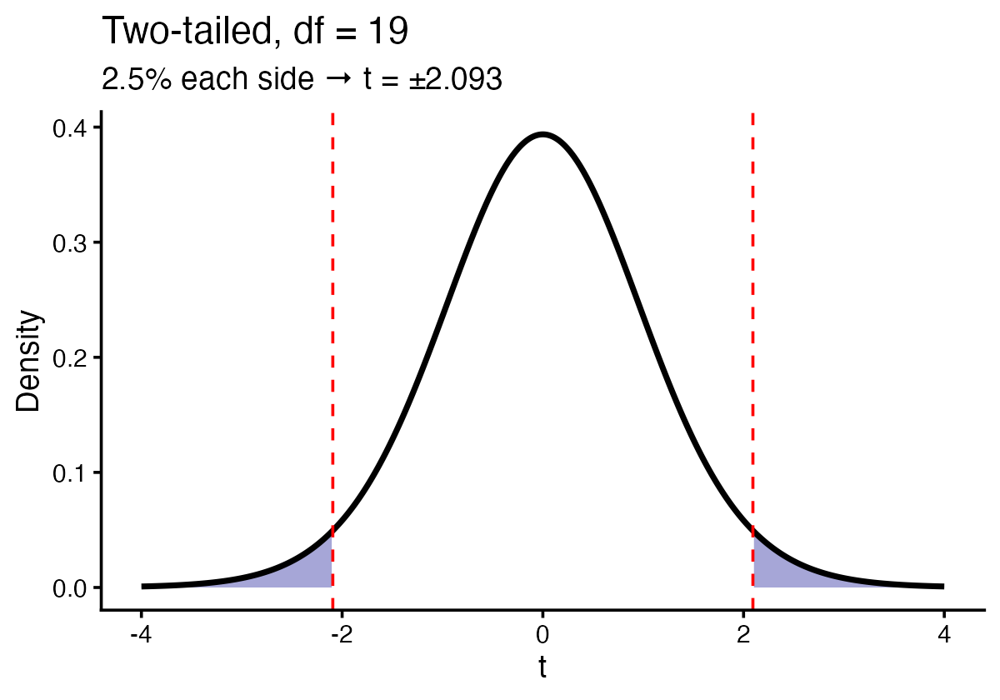 Two-tailed, df = 19
2.5% each side → t = ±2.093
Density
0.4
0.3
0.2
0.1
0.0
-4 -2 0 2 4
t